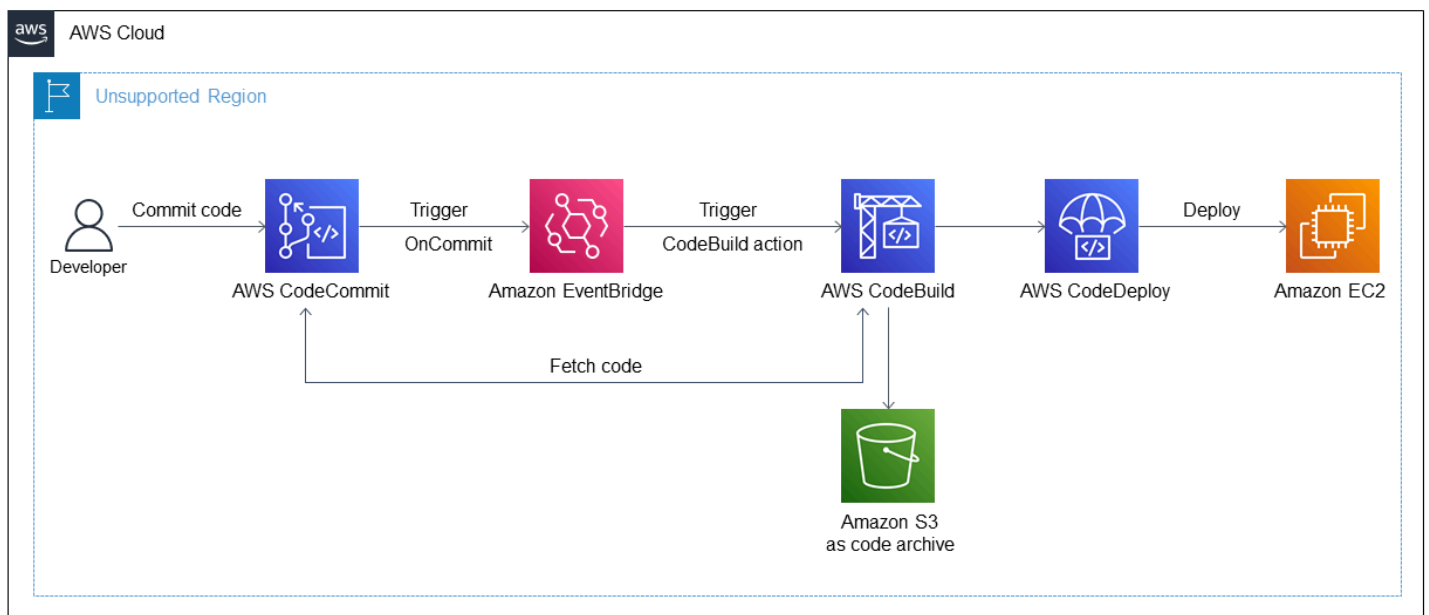 aws
AWS Cloud
Unsupported Region
Commit code
Trigger
OnCommit
Trigger
CodeBuild action
Deploy
Developer
AWS CodeCommit
Amazon EventBridge
AWS CodeBuild
AWS CodeDeploy
Amazon EC2
Fetch code
Amazon S3
as code archive